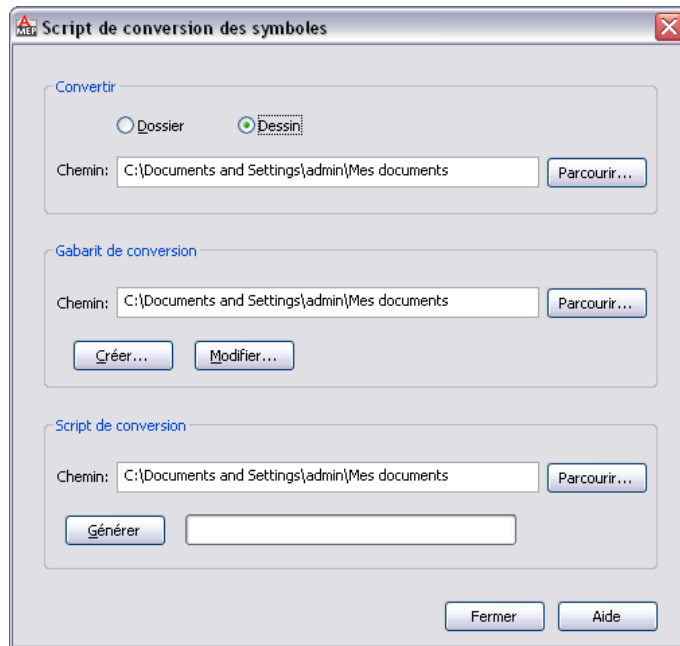 MEP Script de conversion des symboles
Convertir
Dossier Dessin
Chemin: C:\Documents and Settings\admin\Mes documents Parcourir...
Gabarit de conversion
Chemin: C:\Documents and Settings\admin\Mes documents Parcourir...
Créer... Modifier...
Script de conversion
Chemin: C:\Documents and Settings\admin\Mes documents Parcourir...
Générer
Fermer Aide